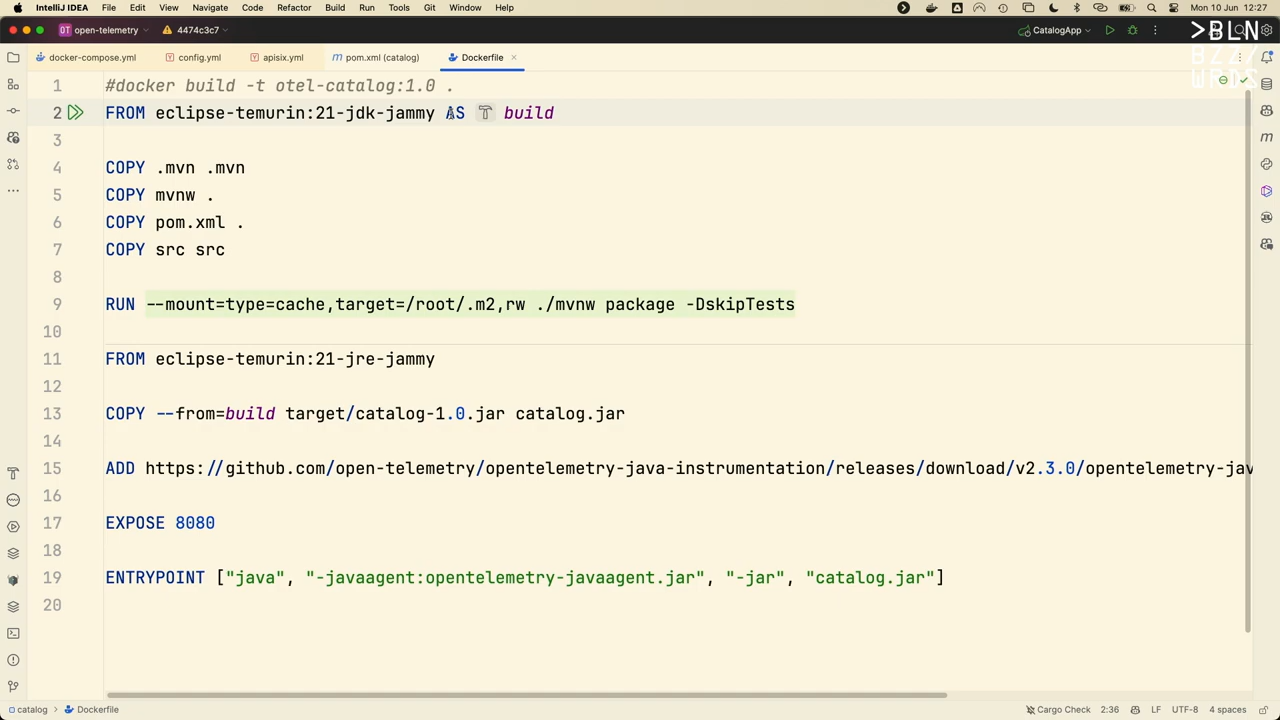 IntelliJ IDEA File Edit View Navigate Code Refactor Build Run Tools Git Window Help Mon 10 Jun 12:27
OT open-telemetry 4474c3c7 CatalogApp
>BLN
BZZ/
WRDS
docker-compose.yml config.yml apisix.yml m pom.xml (catalog) Dockerfile
1 #docker build -t otel-catalog:1.0 .
2 FROM eclipse-temurin:21-jdk-jammy AS build
3
4 COPY .mvn .mvn
5 COPY mvnw .
6 COPY pom.xml .
7 COPY src src
8
9 RUN --mount=type=cache,target=/root/.m2,rw ./mvnw package -DskipTests
10
11 FROM eclipse-temurin:21-jre-jammy
12
13 COPY --from=build target/catalog-1.0.jar catalog.jar
14
15 ADD https://github.com/open-telemetry/opentelemetry-java-instrumentation/releases/download/v2.3.0/opentelemetry-jav
16
17 EXPOSE 8080
18
19 ENTRYPOINT ["java", "-javaagent:opentelemetry-javaagent.jar", "-jar", "catalog.jar"]
20
catalog > Dockerfile Cargo Check 2:36 LF UTF-8 4 spaces